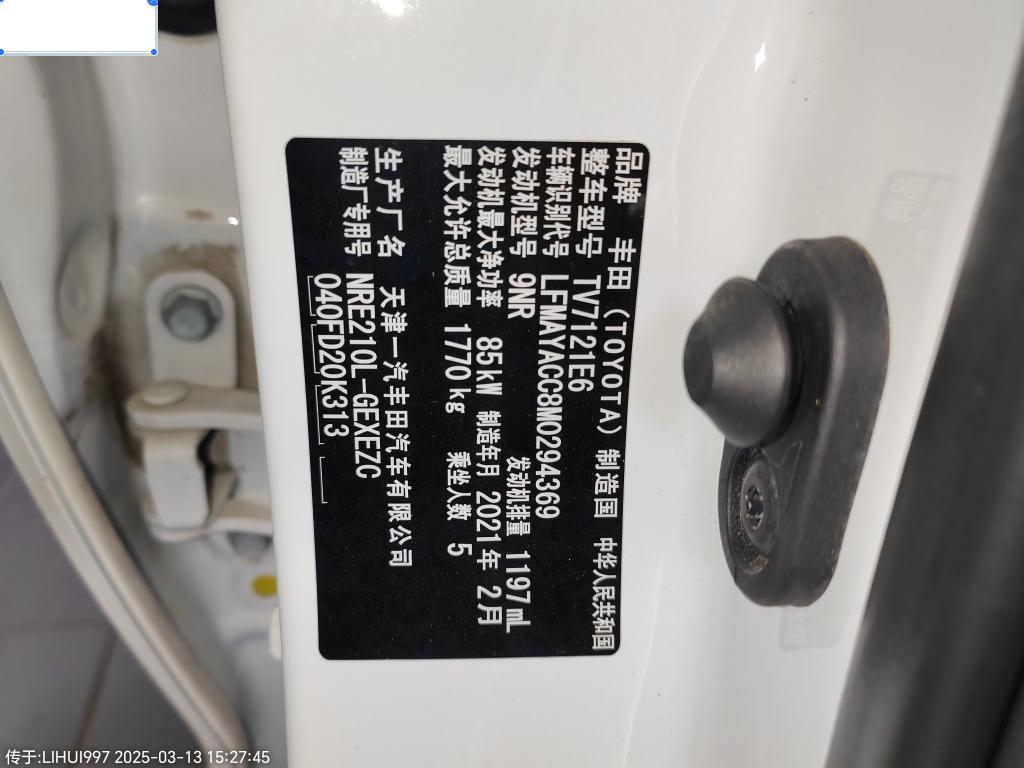 品牌 丰田(TOYOTA) 制造国 中华人民共和国
整车型号 TV7121E6
车辆识别代号 LFMAYACC8M0294369
发动机型号 9NR 发动机排量 1197mL
发动机最大净功率 85kW 制造年月 2021年 2月
最大允许总质量 1770kg 乘坐人数 5
生产厂名 天津一汽丰田汽车有限公司
制造厂专用号 NRE210L-GEXEZC
040FD20K313
传于:LIHUI997 2025-03-13 15:27:45